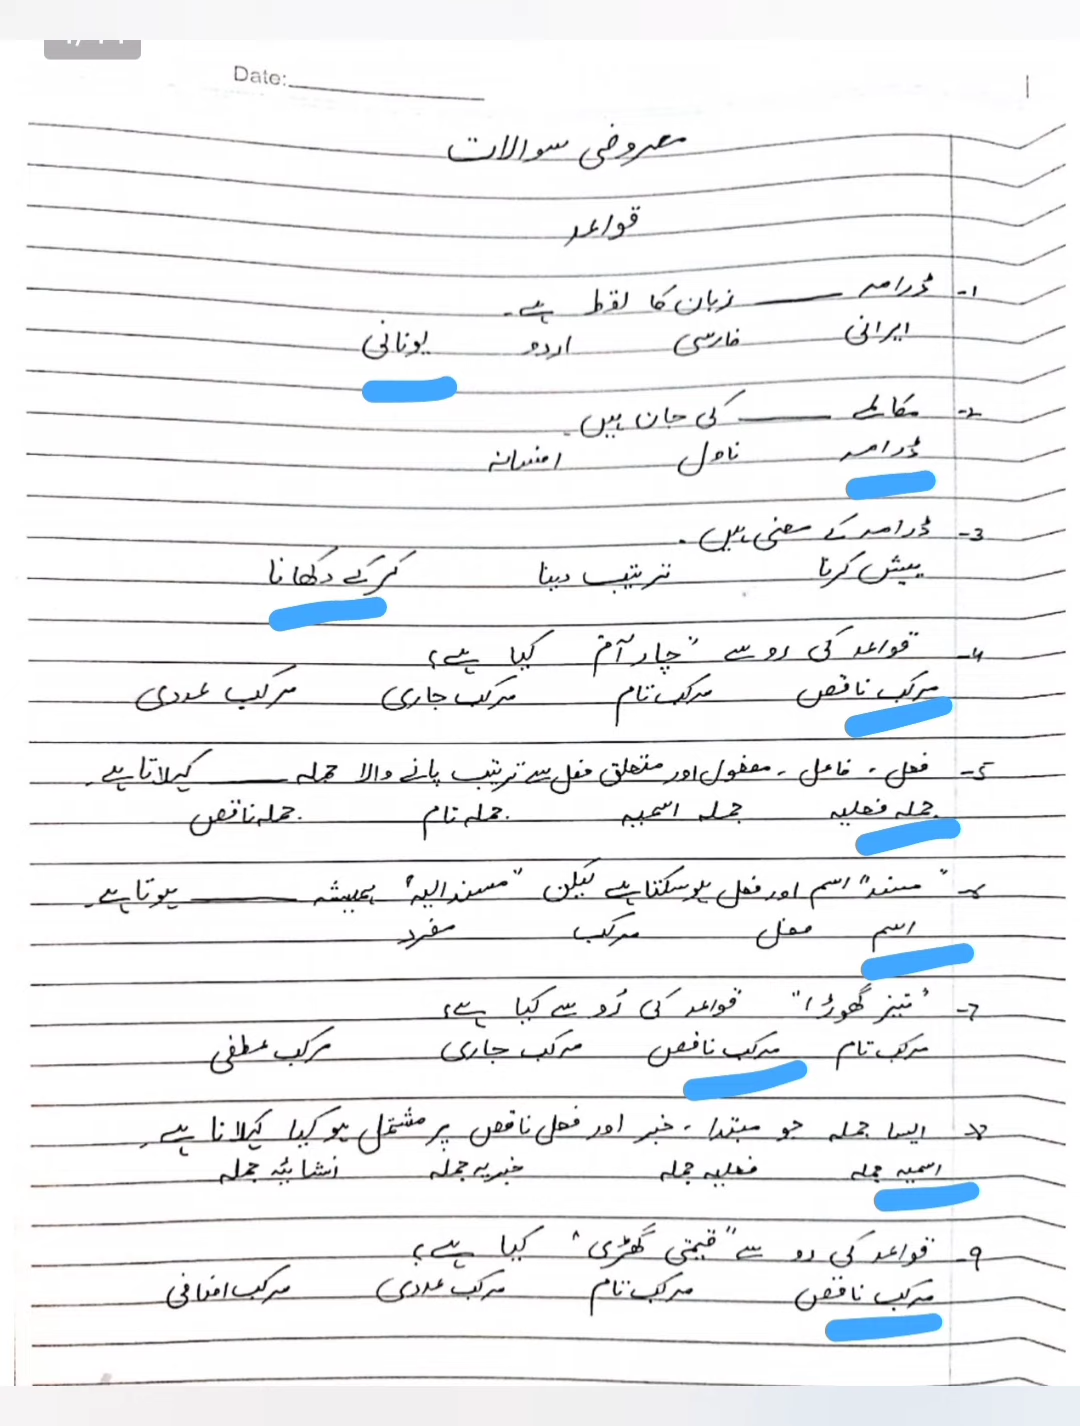 Date:
معروضی سوالات
قواعد
1- ڈرامہ ____ زبان کا لفظ ہے۔
ایرانی فارسی اردو یونانی
2- مکالمے ____ کی جان ہیں۔
ڈرامہ ناول افسانہ
3- ڈرامہ کے معنی ہیں۔
پیش کرنا ترتیب دینا کرکے دکھانا
4- قواعد کی رو سے "چار آم" کیا ہے؟
مرکب ناقص مرکب تام مرکب جاری مرکب عددی
5- فعل، فاعل، مفعول اور متعلق فعل سے ترتیب پانے والا جملہ ____ کہلاتا ہے۔
جملہ فعلیہ جملہ اسمیہ جملہ تام جملہ ناقص
6- "مسند" اسم اور فعل ہو سکتا ہے لیکن "مسند الیہ" ہمیشہ ____ ہوتا ہے۔
اسم فعل مرکب مفرد
7- "تیز گھوڑا" قواعد کی رُو سے کیا ہے؟
مرکب تام مرکب ناقص مرکب جاری مرکب عطفی
8- ایسا جملہ جو مبتدا، خبر اور فعل ناقص پر مشتمل ہو کیا کہلاتا ہے۔
اسمیہ جملہ فعلیہ جملہ خبریہ جملہ انشائیہ جملہ
9- قواعد کی رو سے "قیمتی گھڑی" کیا ہے؟
مرکب ناقص مرکب تام مرکب عددی مرکب اضافی